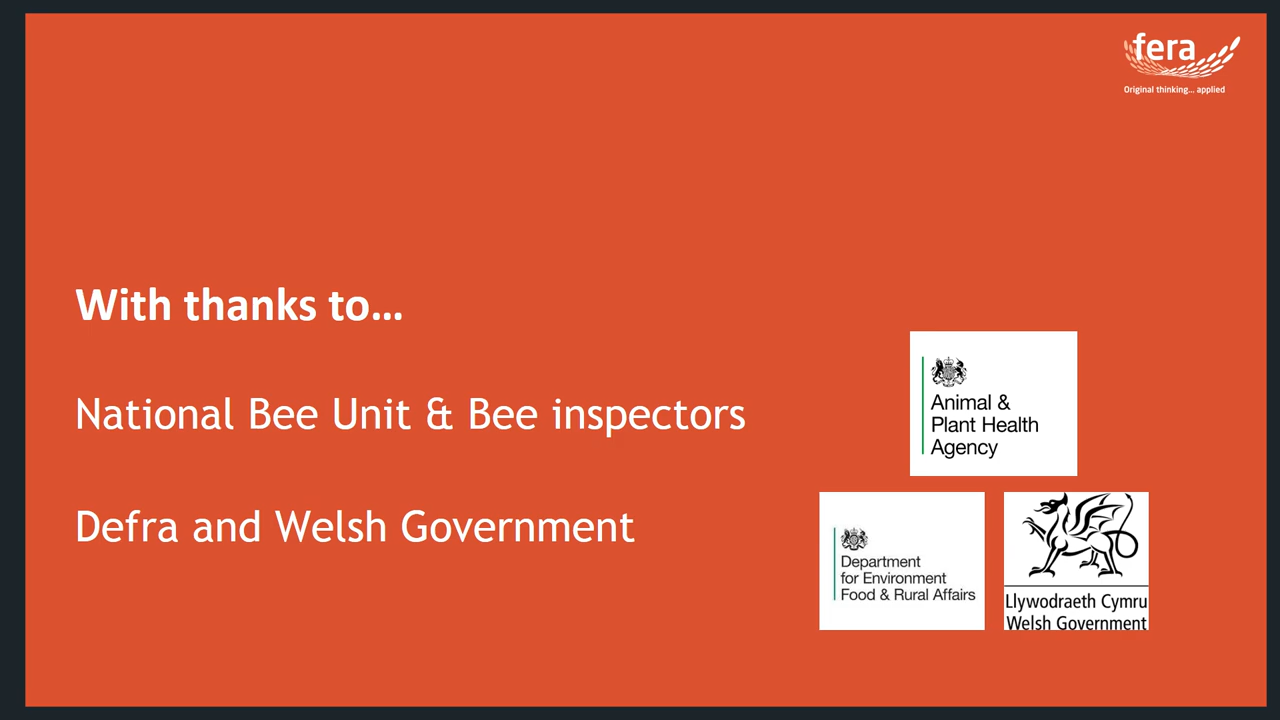 fera
Original thinking... applied
With thanks to...
National Bee Unit & Bee inspectors
Defra and Welsh Government
Animal &
Plant Health
Agency
Department
for Environment
Food & Rural Affairs
Llywodraeth Cymru
Welsh Government